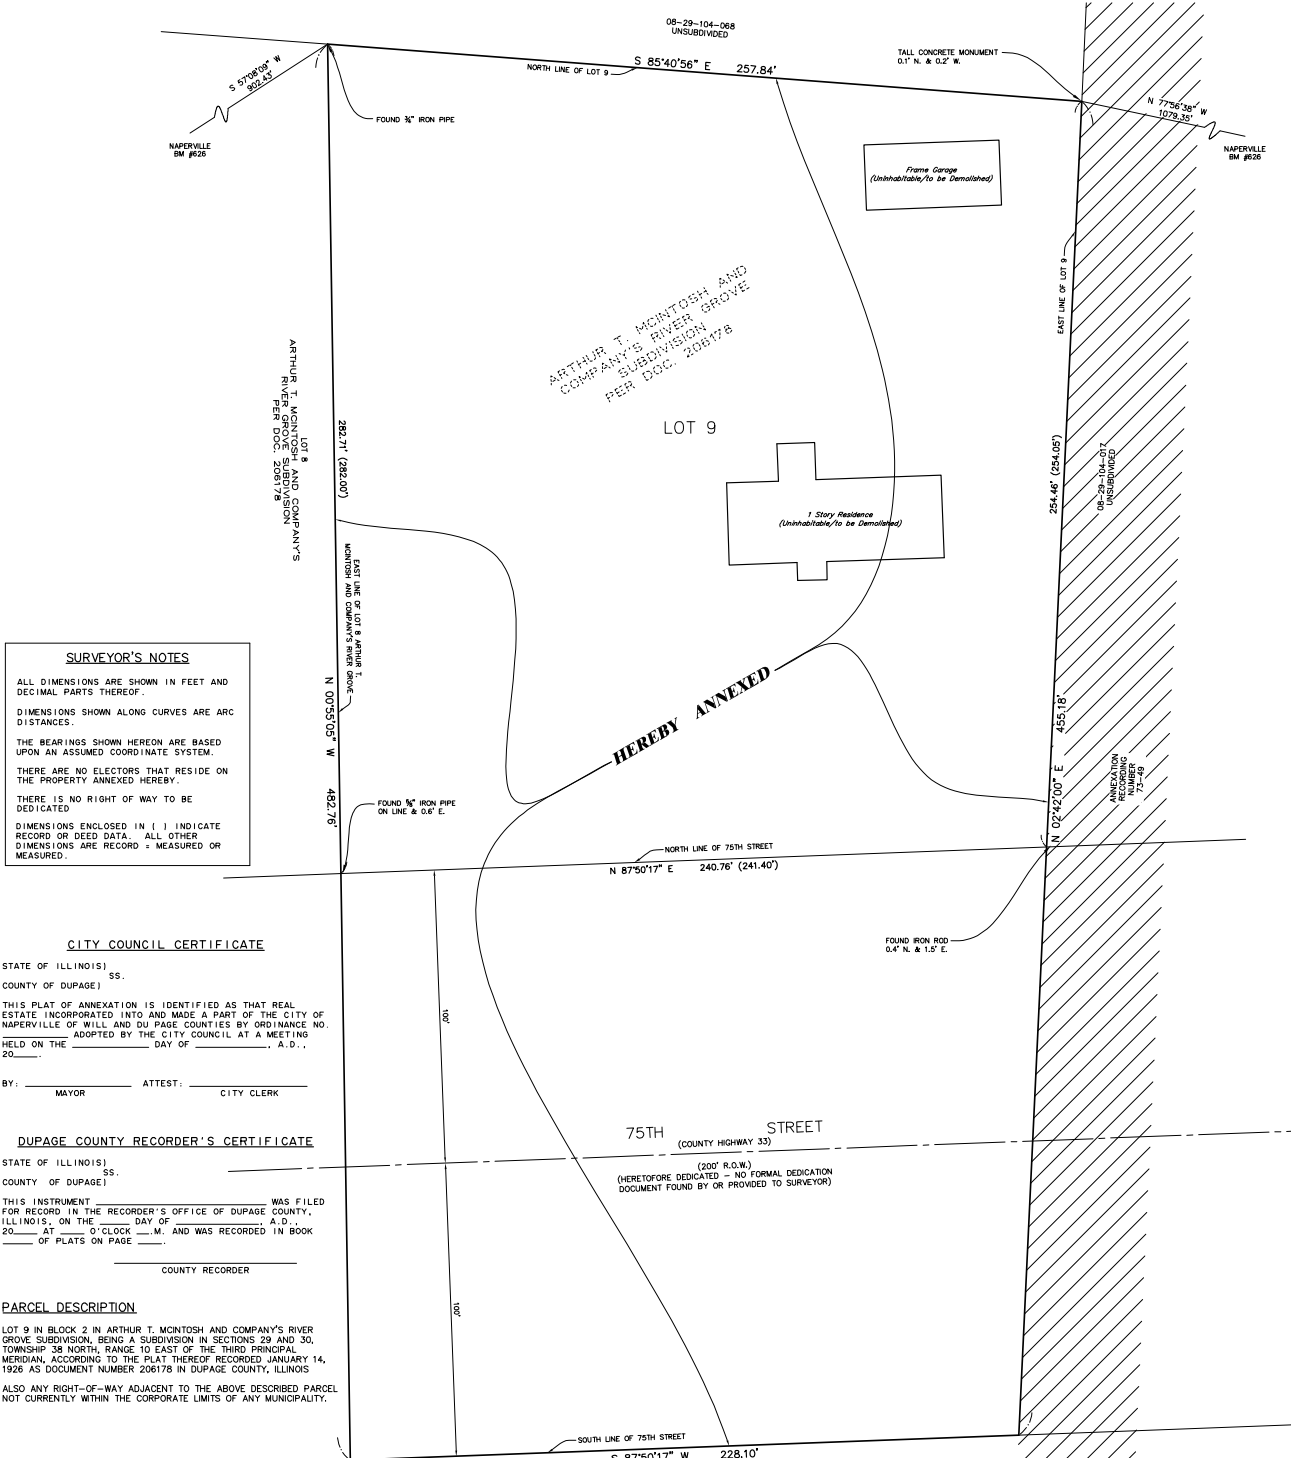 08-29-104-068
UNSUBDIVIDED
TALL CONCRETE MONUMENT
0.1' N. & 0.2' W.
S 57°08'09" W
902.43'
NAPERVILLE
BM #626
NORTH LINE OF LOT 9
S 85°40'56" E 257.84'
FOUND ¾" IRON PIPE
N 77°56'38" W
1079.35'
NAPERVILLE
BM #626
Frame Garage
(Uninhabitable/to be Demolished)
EAST LINE OF LOT 9
ARTHUR T. MCINTOSH AND
COMPANY'S RIVER GROVE
SUBDIVISION
PER DOC. 206178
LOT 9
LOT 8
ARTHUR T. MCINTOSH AND COMPANY'S
RIVER GROVE SUBDIVISION
PER DOC. 206178
282.71' (282.00')
254.46' (254.05')
08-29-104-017
UNSUBDIVIDED
1 Story Residence
(Uninhabitable/to be Demolished)
EAST LINE OF LOT 8 ARTHUR T.
MCINTOSH AND COMPANY'S RIVER GROVE
N 00°55'05" W 482.76'
HEREBY ANNEXED
N 02°42'00" E 455.18'
ANNEXATION
RECORDING
NUMBER
73-49
SURVEYOR'S NOTES
ALL DIMENSIONS ARE SHOWN IN FEET AND
DECIMAL PARTS THEREOF.
DIMENSIONS SHOWN ALONG CURVES ARE ARC
DISTANCES.
THE BEARINGS SHOWN HEREON ARE BASED
UPON AN ASSUMED COORDINATE SYSTEM.
THERE ARE NO ELECTORS THAT RESIDE ON
THE PROPERTY ANNEXED HEREBY.
THERE IS NO RIGHT OF WAY TO BE
DEDICATED
DIMENSIONS ENCLOSED IN ( ) INDICATE
RECORD OR DEED DATA. ALL OTHER
DIMENSIONS ARE RECORD = MEASURED OR
MEASURED.
FOUND ⅝" IRON PIPE
ON LINE & 0.6' E.
NORTH LINE OF 75TH STREET
N 87°50'17" E 240.76' (241.40')
FOUND IRON ROD
0.4' N. & 1.5' E.
100'
CITY COUNCIL CERTIFICATE
STATE OF ILLINOIS)
SS.
COUNTY OF DUPAGE)
THIS PLAT OF ANNEXATION IS IDENTIFIED AS THAT REAL
ESTATE INCORPORATED INTO AND MADE A PART OF THE CITY OF
NAPERVILLE OF WILL AND DU PAGE COUNTIES BY ORDINANCE NO.
__________ ADOPTED BY THE CITY COUNCIL AT A MEETING
HELD ON THE ___________ DAY OF __________, A.D.,
20____.
BY: ________________ ATTEST: ________________
MAYOR CITY CLERK
75TH STREET
(COUNTY HIGHWAY 33)
(200' R.O.W.)
(HERETOFORE DEDICATED - NO FORMAL DEDICATION
DOCUMENT FOUND BY OR PROVIDED TO SURVEYOR)
DUPAGE COUNTY RECORDER'S CERTIFICATE
STATE OF ILLINOIS)
SS.
COUNTY OF DUPAGE)
THIS INSTRUMENT _________________________ WAS FILED
FOR RECORD IN THE RECORDER'S OFFICE OF DUPAGE COUNTY,
ILLINOIS, ON THE ____ DAY OF ____________, A.D.,
20____ AT ____ O'CLOCK __.M. AND WAS RECORDED IN BOOK
_____ OF PLATS ON PAGE ____.
COUNTY RECORDER
100'
PARCEL DESCRIPTION
LOT 9 IN BLOCK 2 IN ARTHUR T. MCINTOSH AND COMPANY'S RIVER
GROVE SUBDIVISION, BEING A SUBDIVISION IN SECTIONS 29 AND 30,
TOWNSHIP 38 NORTH, RANGE 10 EAST OF THE THIRD PRINCIPAL
MERIDIAN, ACCORDING TO THE PLAT THEREOF RECORDED JANUARY 14,
1926 AS DOCUMENT NUMBER 206178 IN DUPAGE COUNTY, ILLINOIS
ALSO ANY RIGHT-OF-WAY ADJACENT TO THE ABOVE DESCRIBED PARCEL
NOT CURRENTLY WITHIN THE CORPORATE LIMITS OF ANY MUNICIPALITY.
SOUTH LINE OF 75TH STREET
S 87°50'17" W 228.10'